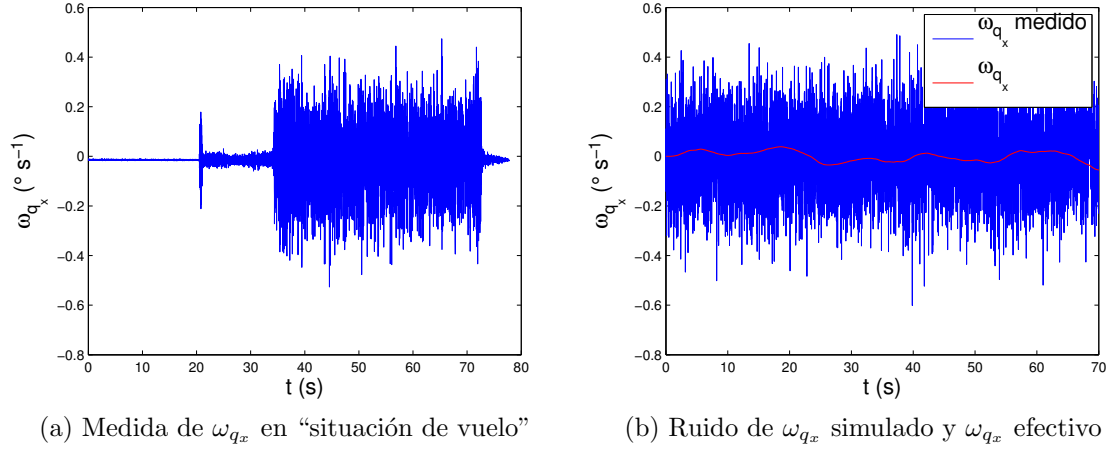 0.6
0.4
0.2
0
−0.2
−0.4
−0.6
−0.8
ω_{q_x} (° s⁻¹)
0 10 20 30 40 50 60 70 80
t (s)
(a) Medida de ω_{q_x} en “situación de vuelo”
0.6
0.4
0.2
0
−0.2
−0.4
−0.6
−0.8
ω_{q_x} (° s⁻¹)
ω_{q_x} medido
ω_{q_x}
0 10 20 30 40 50 60 70
t (s)
(b) Ruido de ω_{q_x} simulado y ω_{q_x} efectivo